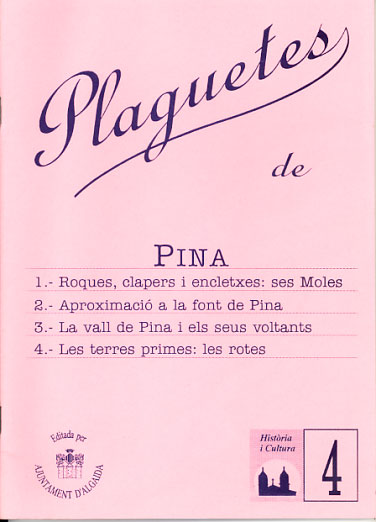 Plaguetes
de
PINA
1.- Roques, clapers i encletxes: ses Moles
2.- Aproximació a la font de Pina
3.- La vall de Pina i els seus voltants
4.- Les terres primes: les rotes
Editada per
AJUNTAMENT D'ALGAIDA
Història
i Cultura
4